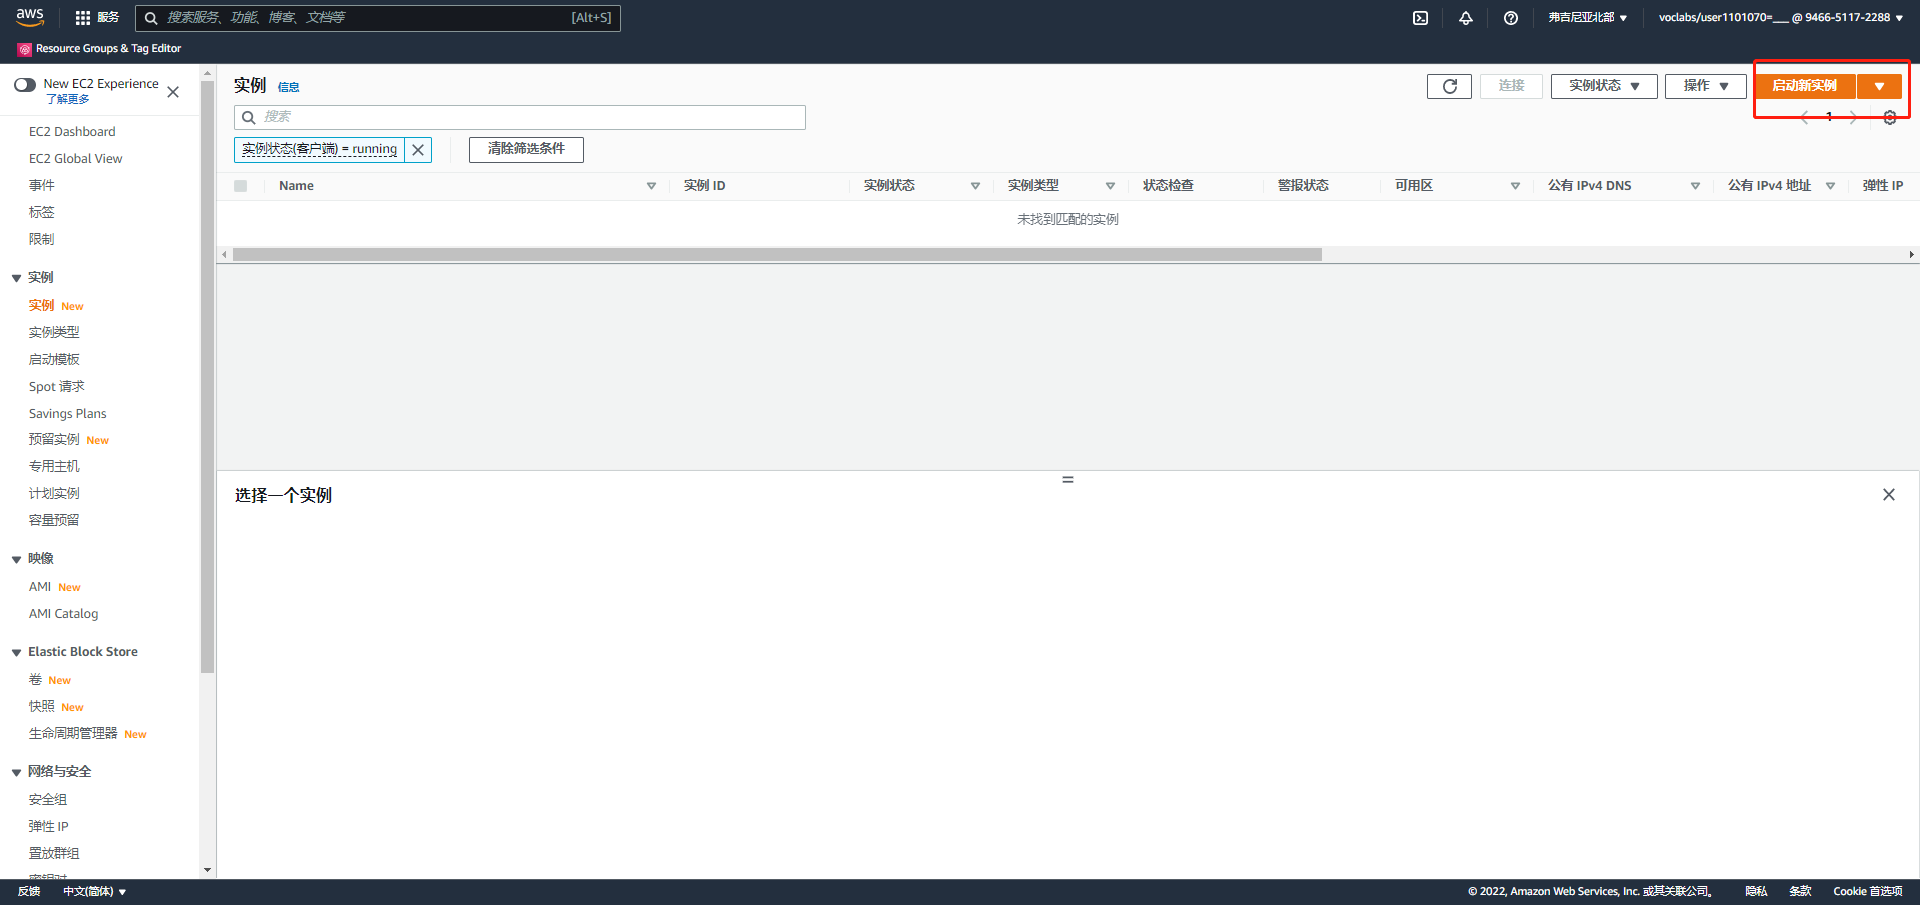 aws
服务
搜索服务、功能、博客、文档等
[Alt+S]
弗吉尼亚北部
voclabs/user1101070=___ @ 9466-5117-2288
Resource Groups & Tag Editor
New EC2 Experience
了解更多
EC2 Dashboard
EC2 Global View
事件
标签
限制
实例
实例 New
实例类型
启动模板
Spot 请求
Savings Plans
预留实例 New
专用主机
计划实例
容量预留
映像
AMI New
AMI Catalog
Elastic Block Store
卷 New
快照 New
生命周期管理器 New
网络与安全
安全组
弹性 IP
置放群组
密钥对
实例 信息
连接
实例状态
操作
启动新实例
搜索
1
实例状态(客户端) = running
清除筛选条件
Name
实例 ID
实例状态
实例类型
状态检查
警报状态
可用区
公有 IPv4 DNS
公有 IPv4 地址
弹性 IP
未找到匹配的实例
选择一个实例
反馈
中文(简体)
© 2022, Amazon Web Services, Inc. 或其关联公司。
隐私
条款
Cookie 首选项